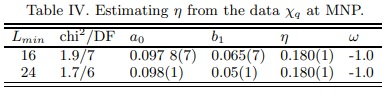 Table IV. Estimating η from the data χq at MNP.
Lmin chi²/DF a₀ b₁ η ω
16 1.9/7 0.097 8(7) 0.065(7) 0.180(1) -1.0
24 1.7/6 0.098(1) 0.05(1) 0.180(1) -1.0